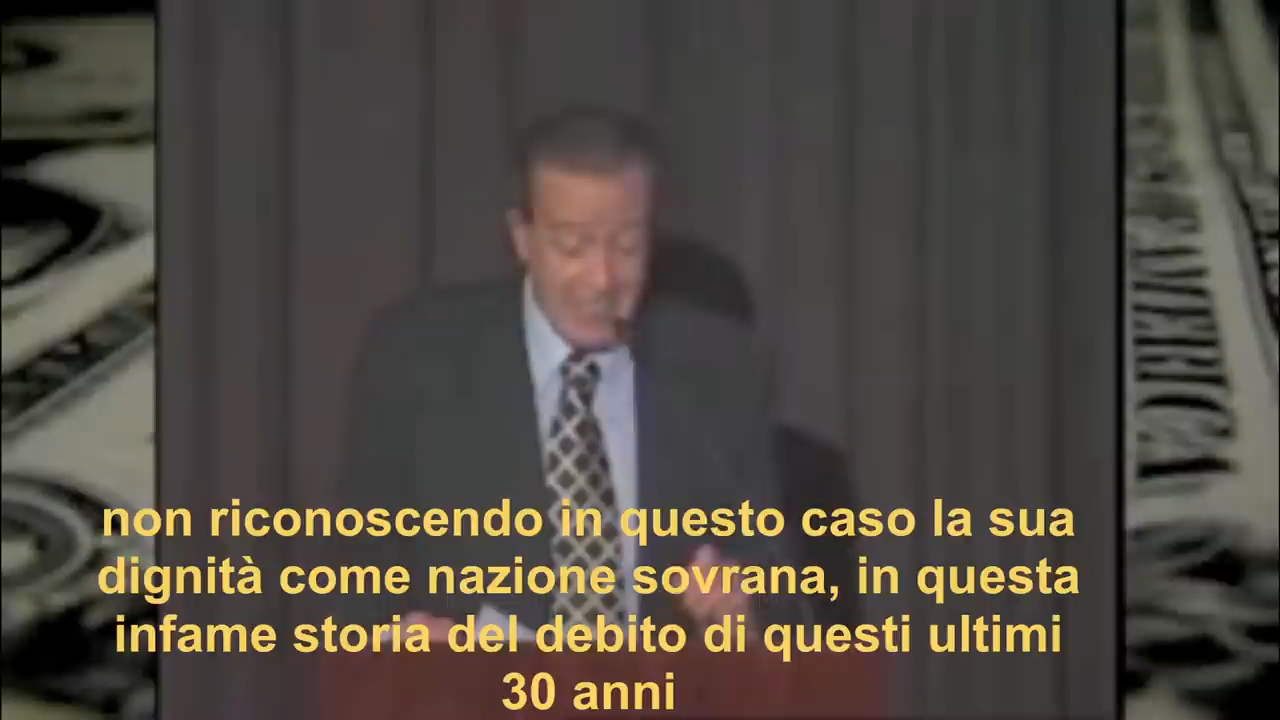 AMERICA
non riconoscendo in questo caso la sua
dignità come nazione sovrana, in questa
infame storia del debito di questi ultimi
30 anni